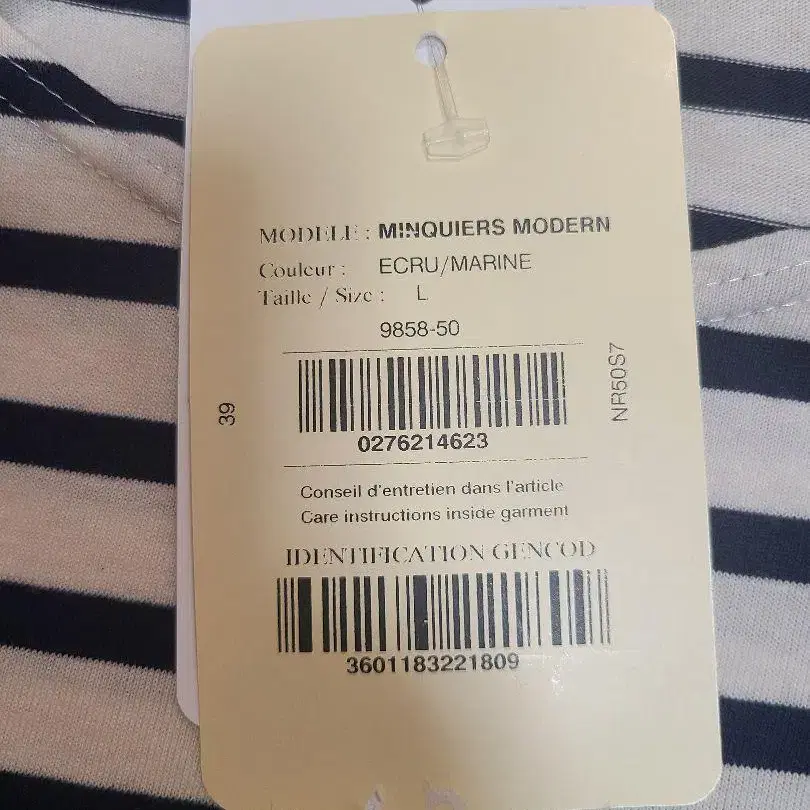 MODELE : MINQUIERS MODERN
Couleur : ECRU/MARINE
Taille / Size : L
9858-50
39
NR50S7
0276214623
Conseil d'entretien dans l'article
Care instructions inside garment
IDENTIFICATION GENCOD
3601183221809